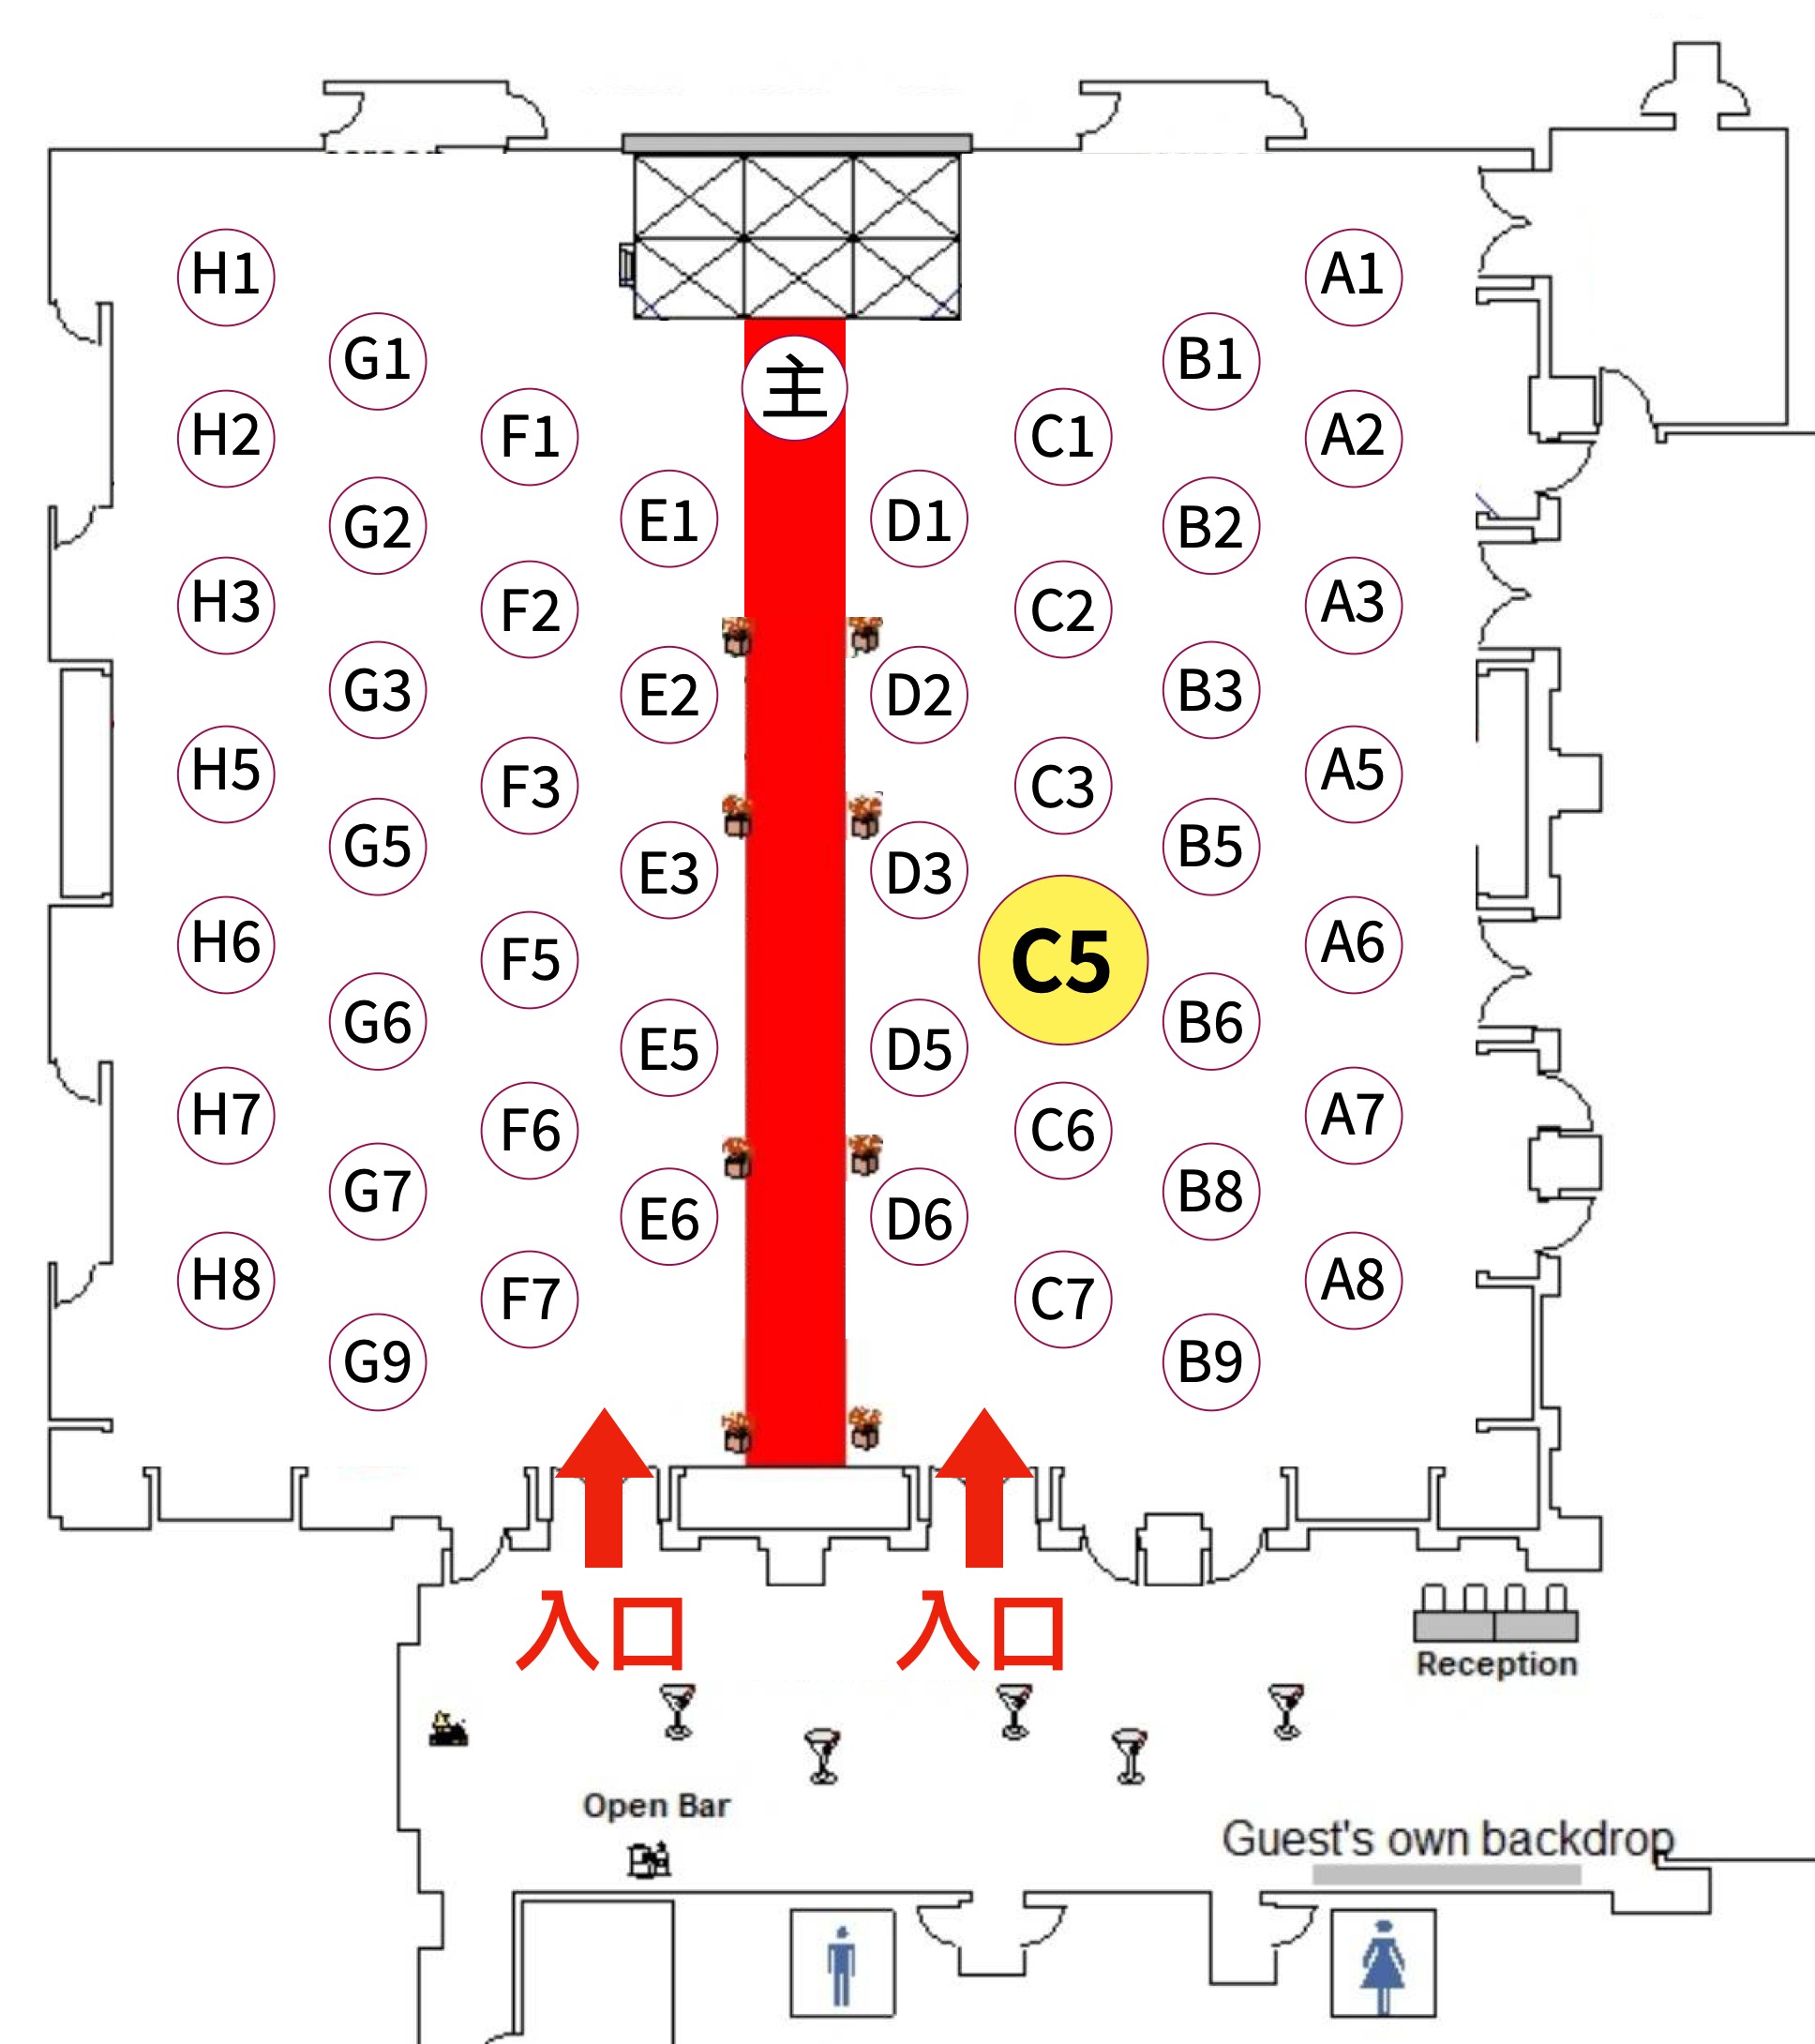 H1
A1
G1
B1
主
H2
F1
C1
A2
E1
D1
G2
B2
H3
F2
C2
A3
G3
E2
D2
B3
H5
F3
C3
A5
G5
B5
E3
D3
H6
F5
C5
A6
G6
E5
D5
B6
H7
F6
C6
A7
G7
B8
E6
D6
H8
F7
C7
A8
G9
B9
入口
入口
Reception
Open Bar
Guest's own backdrop